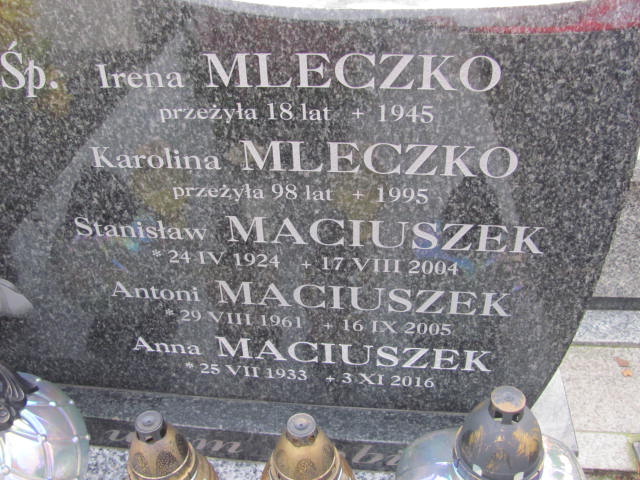 Śp. Irena MLECZKO
przeżyła 18 lat + 1945
Karolina MLECZKO
przeżyła 98 lat + 1995
Stanisław MACIUSZEK
* 24 IV 1924 + 17 VIII 2004
Antoni MACIUSZEK
* 29 VIII 1961 + 16 IX 2005
Anna MACIUSZEK
* 25 VII 1933 + 3 XI 2016